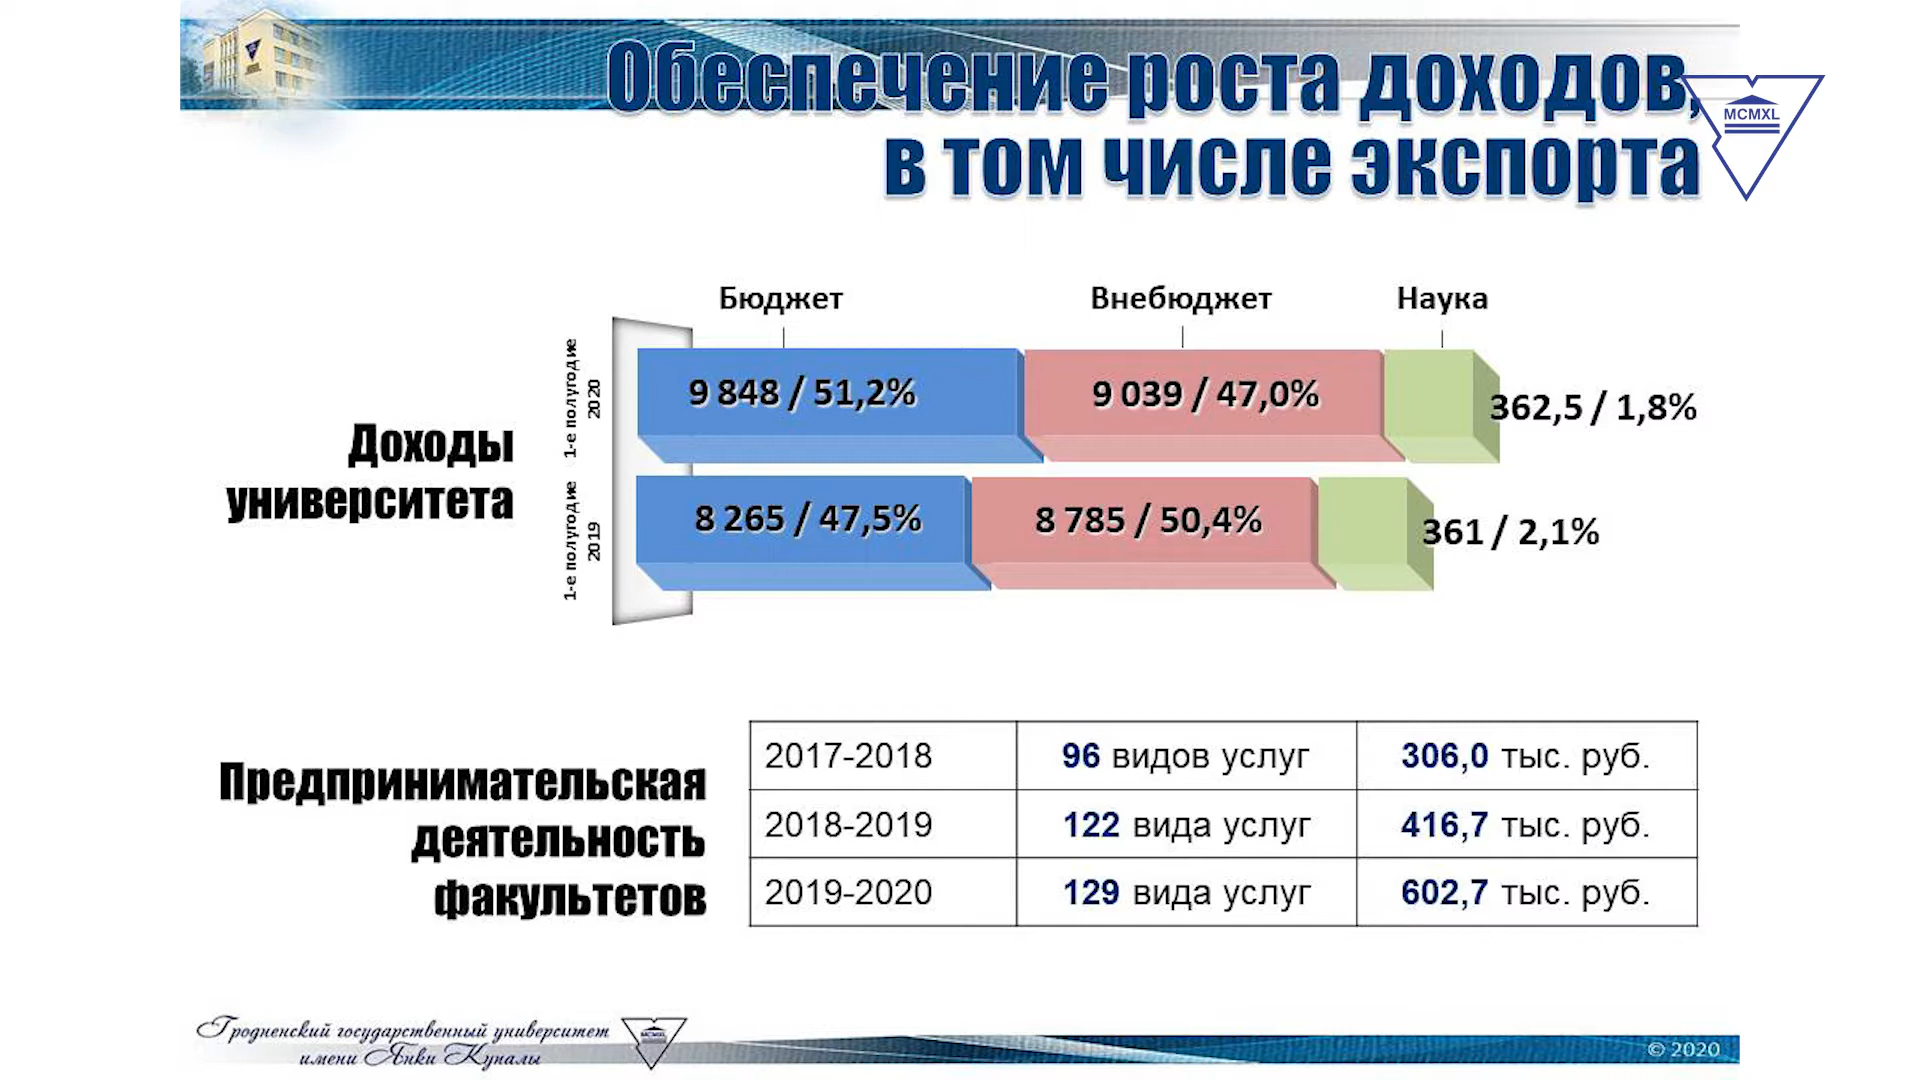 Обеспечение роста доходов,
в том числе экспорта
MCMXL
Бюджет Внебюджет Наука
Доходы
университета
1-е полугодие
2020
9 848 / 51,2% 9 039 / 47,0% 362,5 / 1,8%
1-е полугодие
2019
8 265 / 47,5% 8 785 / 50,4% 361 / 2,1%
Предпринимательская
деятельность
факультетов
2017-2018 96 видов услуг 306,0 тыс. руб.
2018-2019 122 вида услуг 416,7 тыс. руб.
2019-2020 129 вида услуг 602,7 тыс. руб.
Гродненский государственный университет
имени Янки Купалы
MCMXL
© 2020